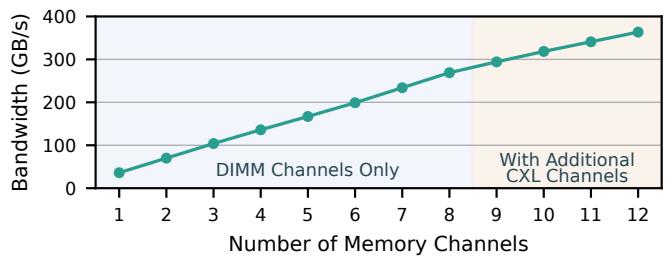 Bandwidth (GB/s)
400
300
200
100
0
DIMM Channels Only
With Additional
CXL Channels
1 2 3 4 5 6 7 8 9 10 11 12
Number of Memory Channels